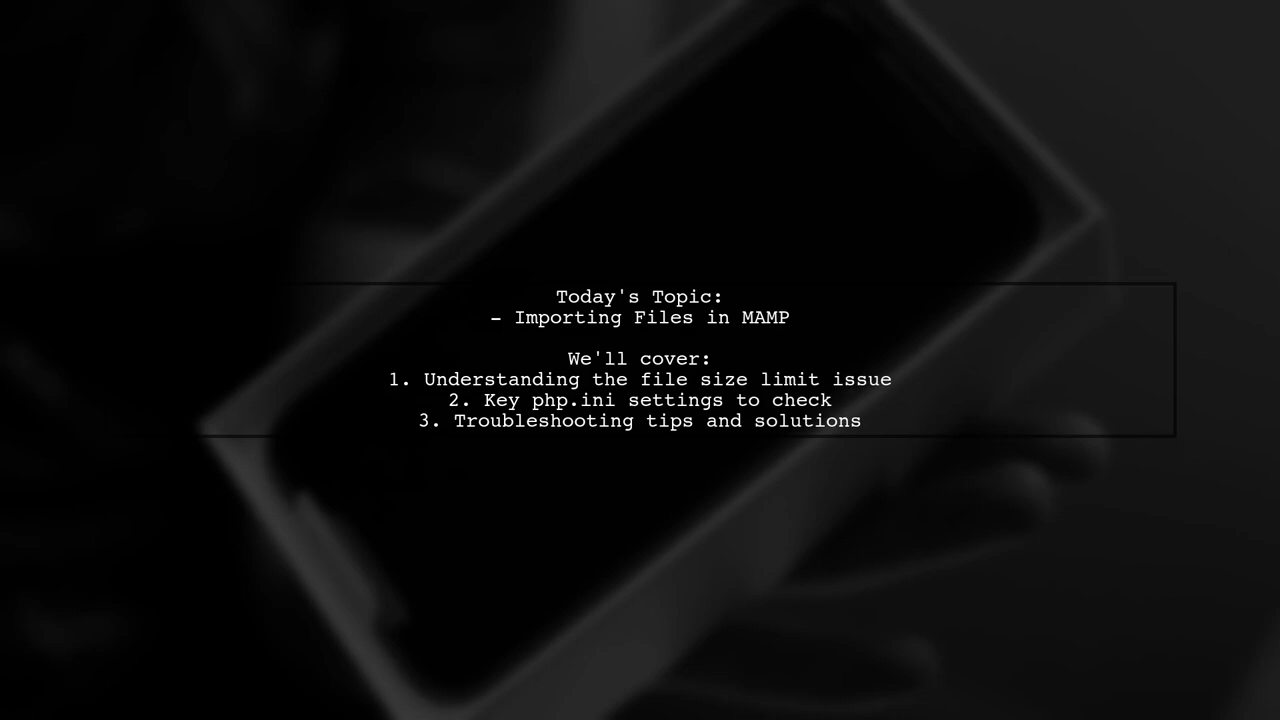 Today's Topic:
- Importing Files in MAMP
We'll cover:
1. Understanding the file size limit issue
2. Key php.ini settings to check
3. Troubleshooting tips and solutions